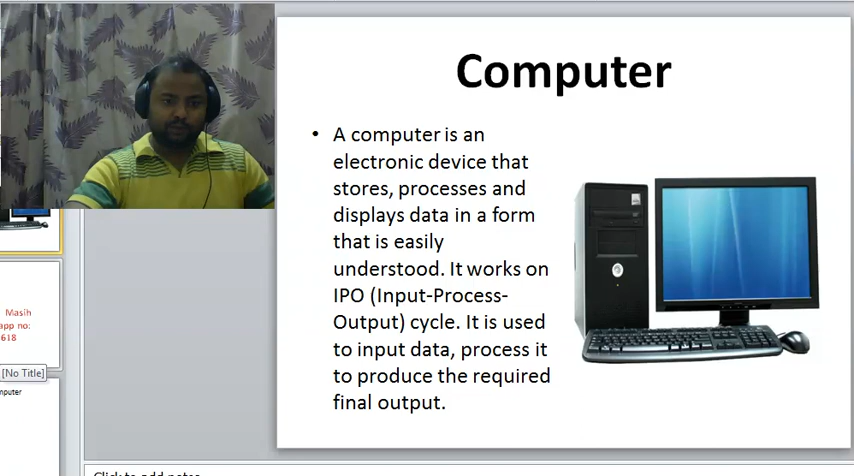 Computer
• A computer is an
electronic device that
stores, processes and
displays data in a form
that is easily
understood. It works on
IPO (Input-Process-
Output) cycle. It is used
to input data, process it
to produce the required
final output.
Masih
app no:
618
[No Title]
mputer
Click to add notes